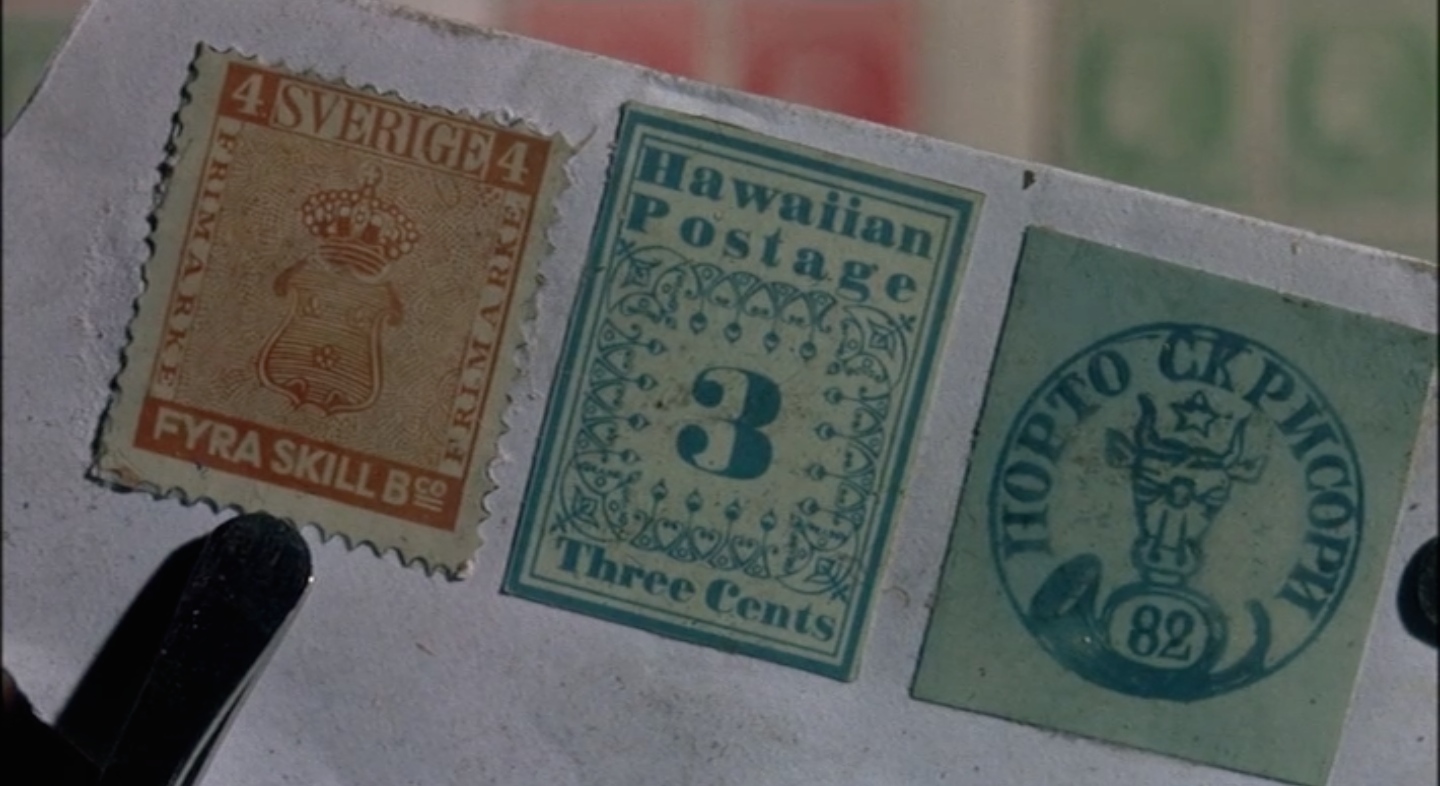 4 SVERIGE 4
FRIMARKE
FRIMARKE
FYRA SKILL Bco
Hawaiian
Postage
3
Three Cents
ПОРТО СКРИСОРИ
82